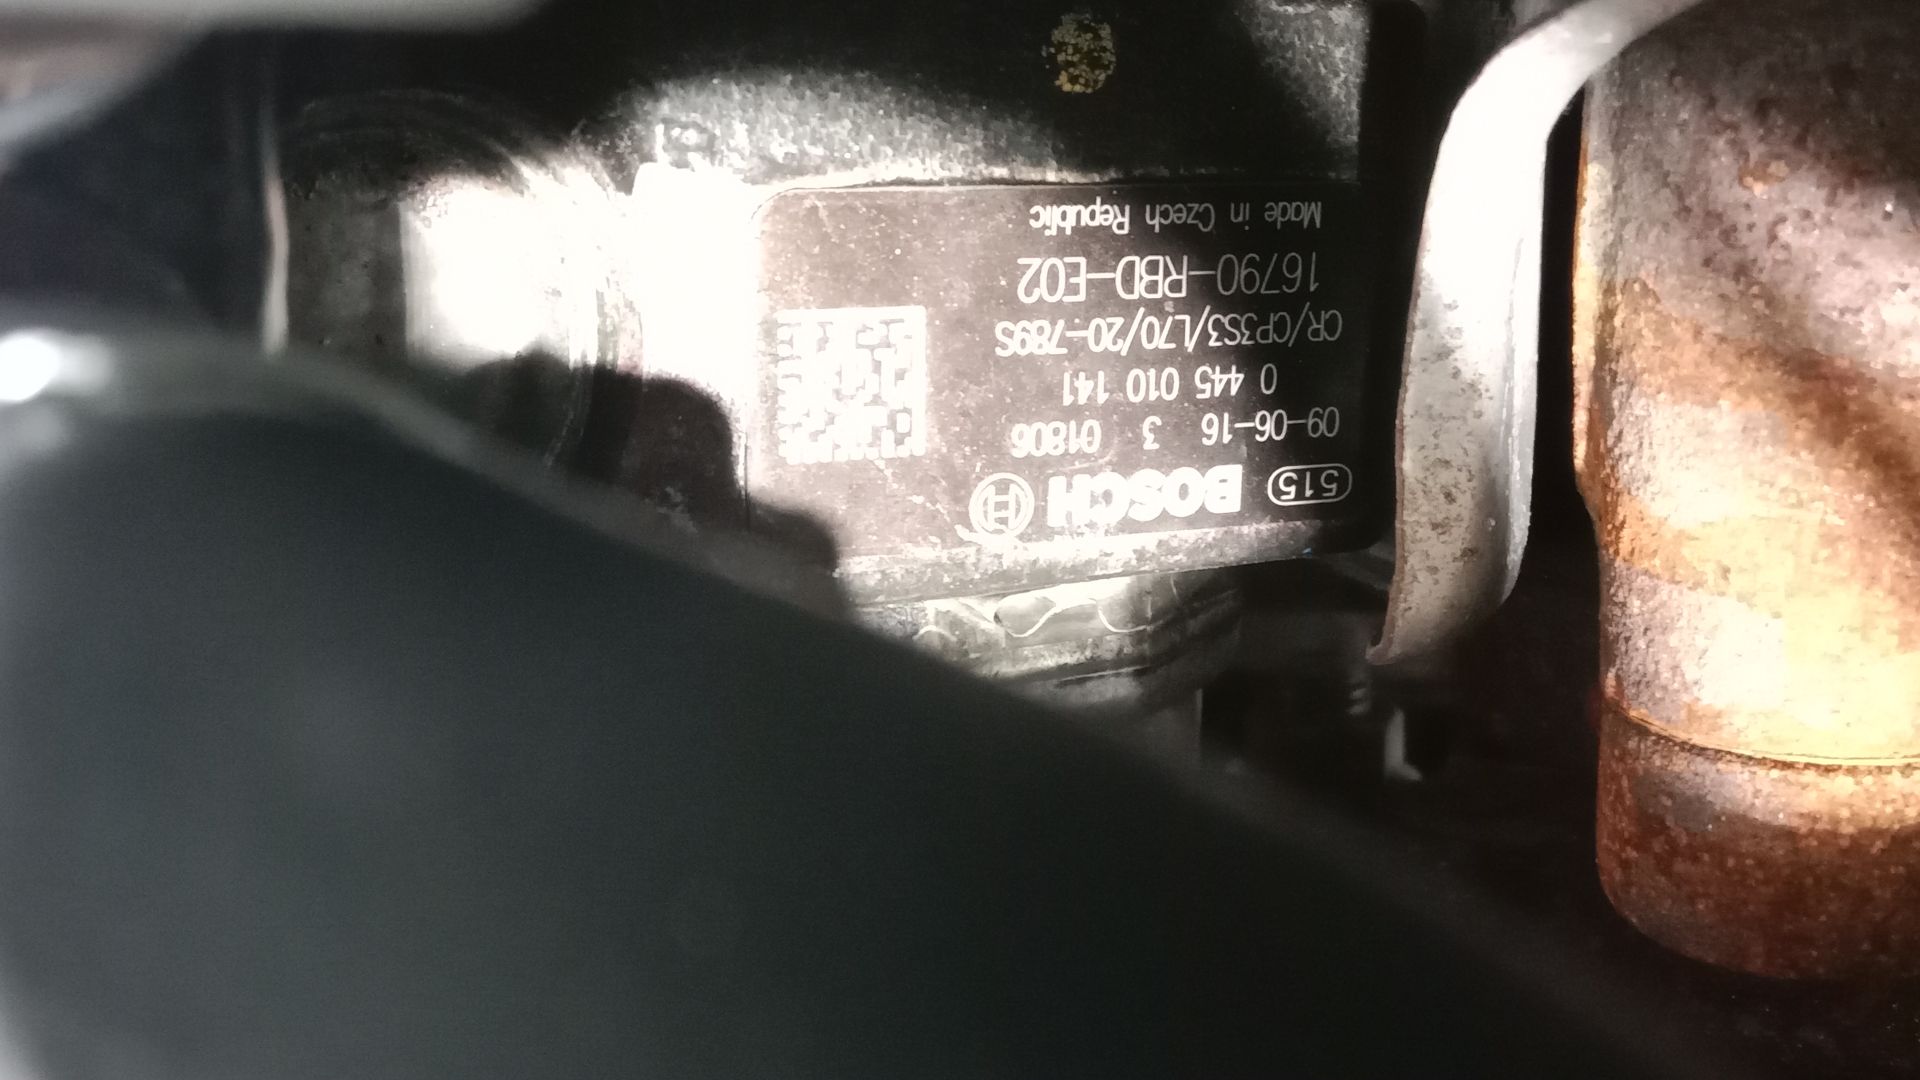 515 BOSCH
09-06-16 3 01806
0 445 010 141
CR/CP3S3/L70/20-789S
16790-RBD-E02
Made in Czech Republic